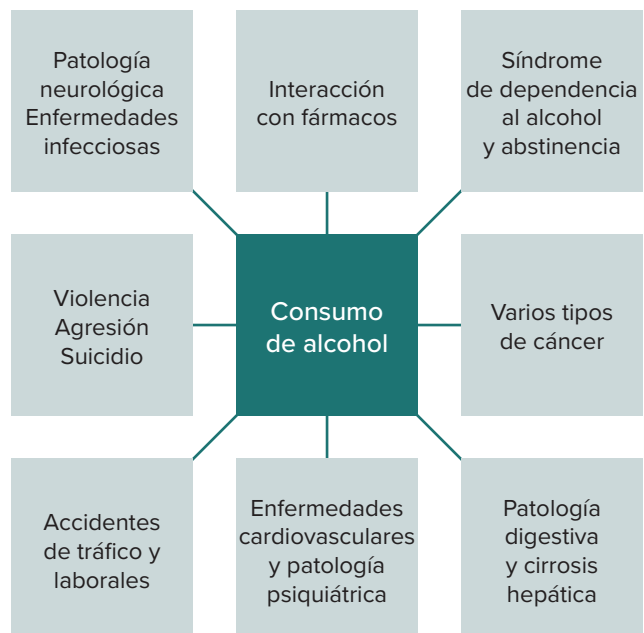 Patología
neurológica
Enfermedades
infecciosas
Interacción
con fármacos
Síndrome
de dependencia
al alcohol
y abstinencia
Violencia
Agresión
Suicidio
Consumo
de alcohol
Varios tipos
de cáncer
Accidentes
de tráfico y
laborales
Enfermedades
cardiovasculares
y patología
psiquiátrica
Patología
digestiva
y cirrosis
hepática